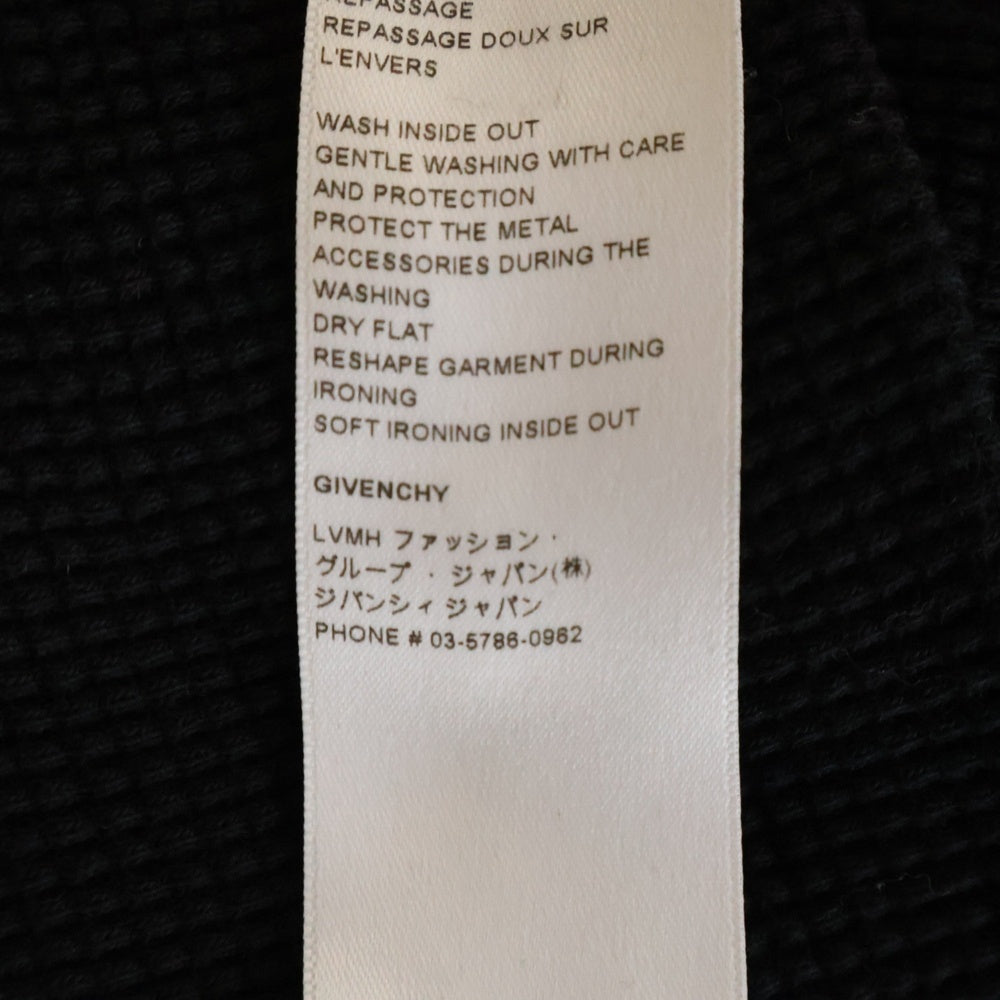 REPASSAGE
REPASSAGE DOUX SUR
L'ENVERS
WASH INSIDE OUT
GENTLE WASHING WITH CARE
AND PROTECTION
PROTECT THE METAL
ACCESSORIES DURING THE
WASHING
DRY FLAT
RESHAPE GARMENT DURING
IRONING
SOFT IRONING INSIDE OUT
GIVENCHY
LVMH ファッション・
グループ・ジャパン(株)
ジバンシィ ジャパン
PHONE # 03-5786-0962